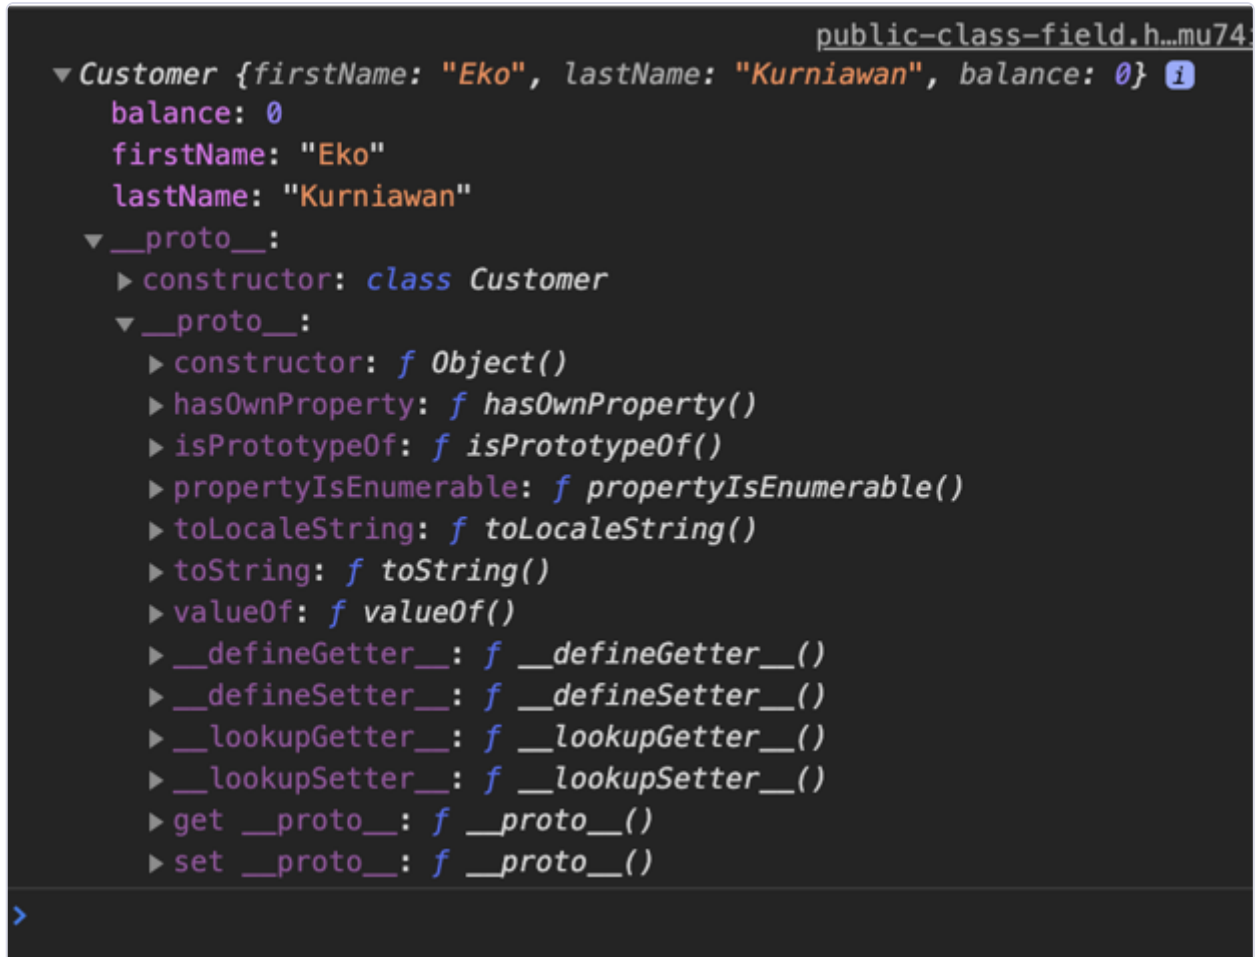 public-class-field.h…mu74
▼Customer {firstName: "Eko", lastName: "Kurniawan", balance: 0} i
balance: 0
firstName: "Eko"
lastName: "Kurniawan"
▼__proto__:
▶constructor: class Customer
▼__proto__:
▶constructor: ƒ Object()
▶hasOwnProperty: ƒ hasOwnProperty()
▶isPrototypeOf: ƒ isPrototypeOf()
▶propertyIsEnumerable: ƒ propertyIsEnumerable()
▶toLocaleString: ƒ toLocaleString()
▶toString: ƒ toString()
▶valueOf: ƒ valueOf()
▶__defineGetter__: ƒ __defineGetter__()
▶__defineSetter__: ƒ __defineSetter__()
▶__lookupGetter__: ƒ __lookupGetter__()
▶__lookupSetter__: ƒ __lookupSetter__()
▶get __proto__: ƒ __proto__()
▶set __proto__: ƒ __proto__()
>